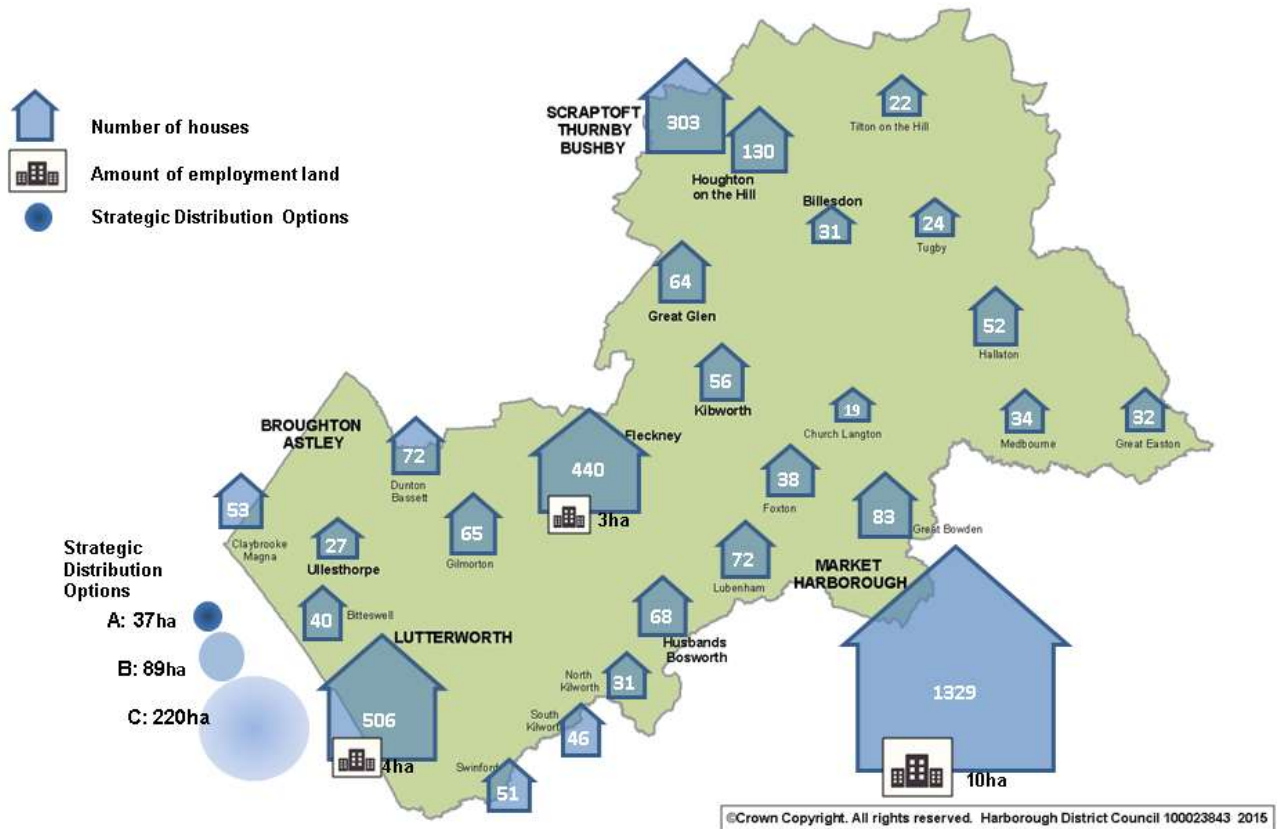 Number of houses
Amount of employment land
Strategic Distribution Options
SCRAPTOFT
THURNBY
BUSHBY
303
130
Houghton
on the Hill
22
Tilton on the Hill
Billesdon
31
24
Tugby
64
Great Glen
52
Hallaton
56
Kibworth
19
Church Langton
34
Medbourne
32
Great Easton
BROUGHTON
ASTLEY
72
Dunton
Bassett
Fleckney
440
3ha
38
Foxton
83
Great Bowden
53
Claybrooke
Magna
27
Ullesthorpe
65
Gilmorton
72
Lubenham
MARKET
HARBOROUGH
Strategic
Distribution
Options
A: 37ha
B: 89ha
C: 220ha
40
Bitteswell
LUTTERWORTH
506
4ha
68
Husbands
Bosworth
North
Kilworth
31
South
Kilwort
46
Swinford
51
1329
10ha
©Crown Copyright. All rights reserved. Harborough District Council 100023843 2015